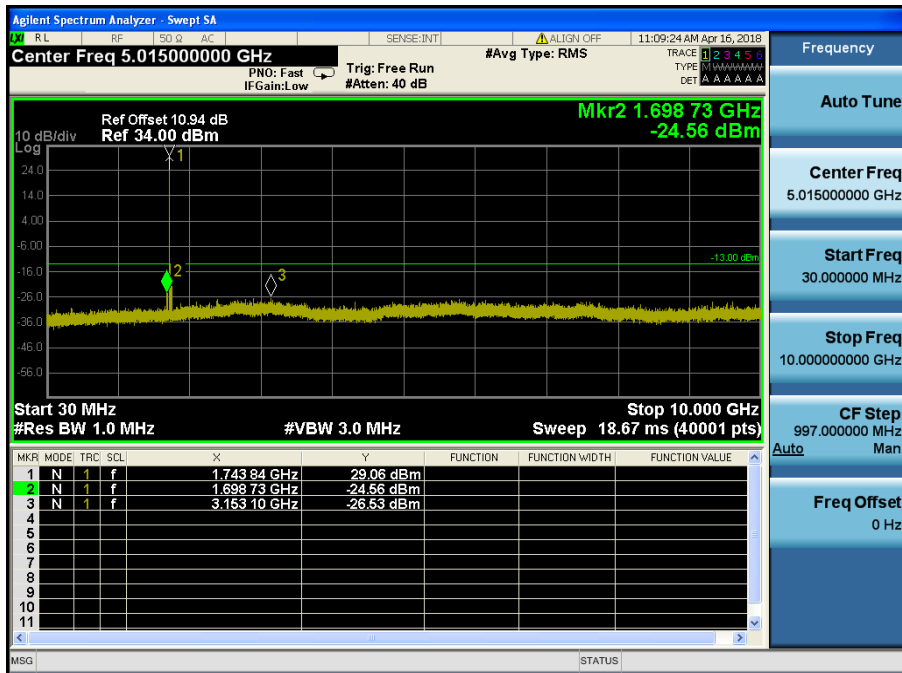 Agilent Spectrum Analyzer - Swept SA
LXI RL RF 50 Ω AC SENSE:INT ALIGN OFF 11:09:24 AM Apr 16, 2018
Center Freq 5.015000000 GHz
#Avg Type: RMS
TRACE 1 2 3 4 5 6
PNO: Fast
Trig: Free Run
TYPE M WWWWW
IFGain:Low
#Atten: 40 dB
DET A A A A A A
Mkr2 1.698 73 GHz
-24.56 dBm
Ref Offset 10.94 dB
10 dB/div Ref 34.00 dBm
Log
1
24.0
14.0
4.00
-6.00
-13.00 dBm
-16.0
2
3
-26.0
-36.0
-46.0
-56.0
Start 30 MHz Stop 10.000 GHz
#Res BW 1.0 MHz #VBW 3.0 MHz Sweep 18.67 ms (40001 pts)
MKR MODE TRC SCL X Y FUNCTION FUNCTION WIDTH FUNCTION VALUE
1 N 1 f 1.743 84 GHz 29.06 dBm
2 N 1 f 1.698 73 GHz -24.56 dBm
3 N 1 f 3.153 10 GHz -26.53 dBm
4
5
6
7
8
9
10
11
MSG STATUS
Frequency
Auto Tune
Center Freq
5.015000000 GHz
Start Freq
30.000000 MHz
Stop Freq
10.000000000 GHz
CF Step
997.000000 MHz
Auto Man
Freq Offset
0 Hz